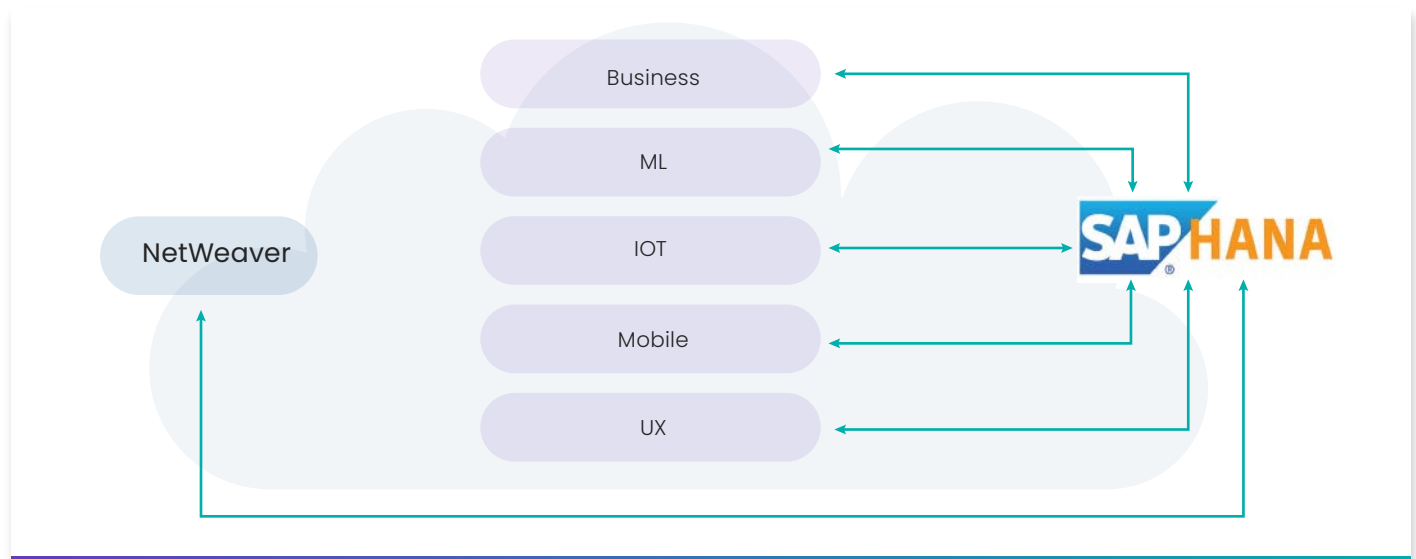 Business
ML
NetWeaver
IOT
SAP HANA
®
Mobile
UX